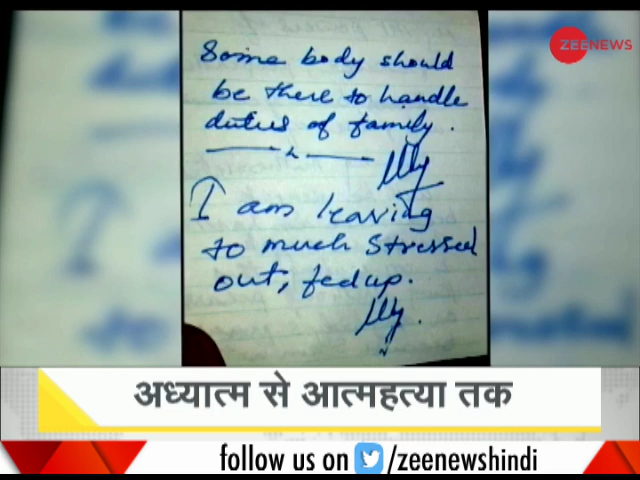 ZEENEWS
Some body should
be there to handle
duties of family.
I am leaving
to much stressed
out, fedup.
अध्यात्म से आत्महत्या तक
follow us on /zeenewshindi